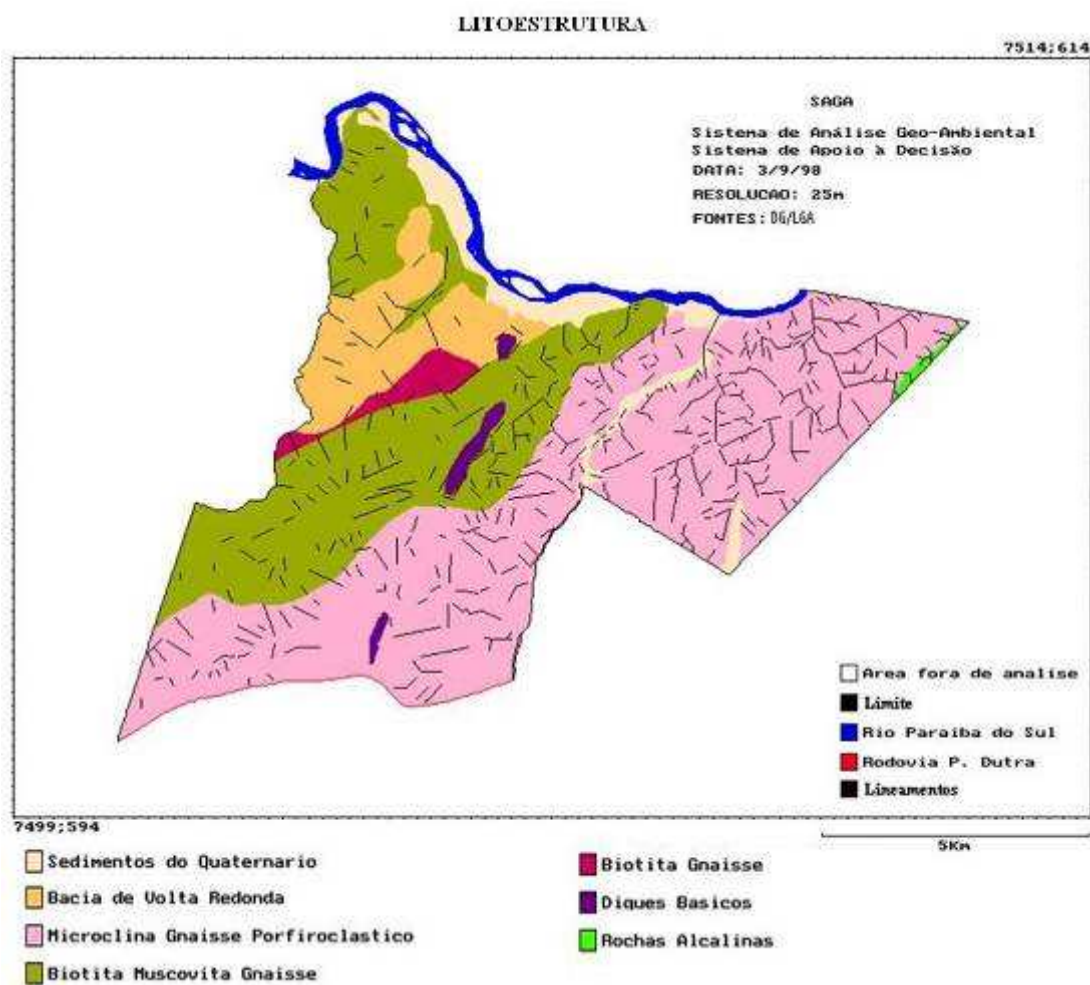 LITOESTRUTURA
7514;614
SAGA
Sistema de Análise Geo-Ambiental
Sistema de Apoio à Decisão
DATA: 3/9/98
RESOLUCAO: 25m
FONTES: DG/LGA
Area fora de analise
Limite
Rio Paraiba do Sul
Rodovia P. Dutra
Lineamentos
7499;594
5Km
Sedimentos do Quaternario
Bacia de Volta Redonda
Microclina Gnaisse Porfiroclastico
Biotita Muscovita Gnaisse
Biotita Gnaisse
Diques Basicos
Rochas Alcalinas